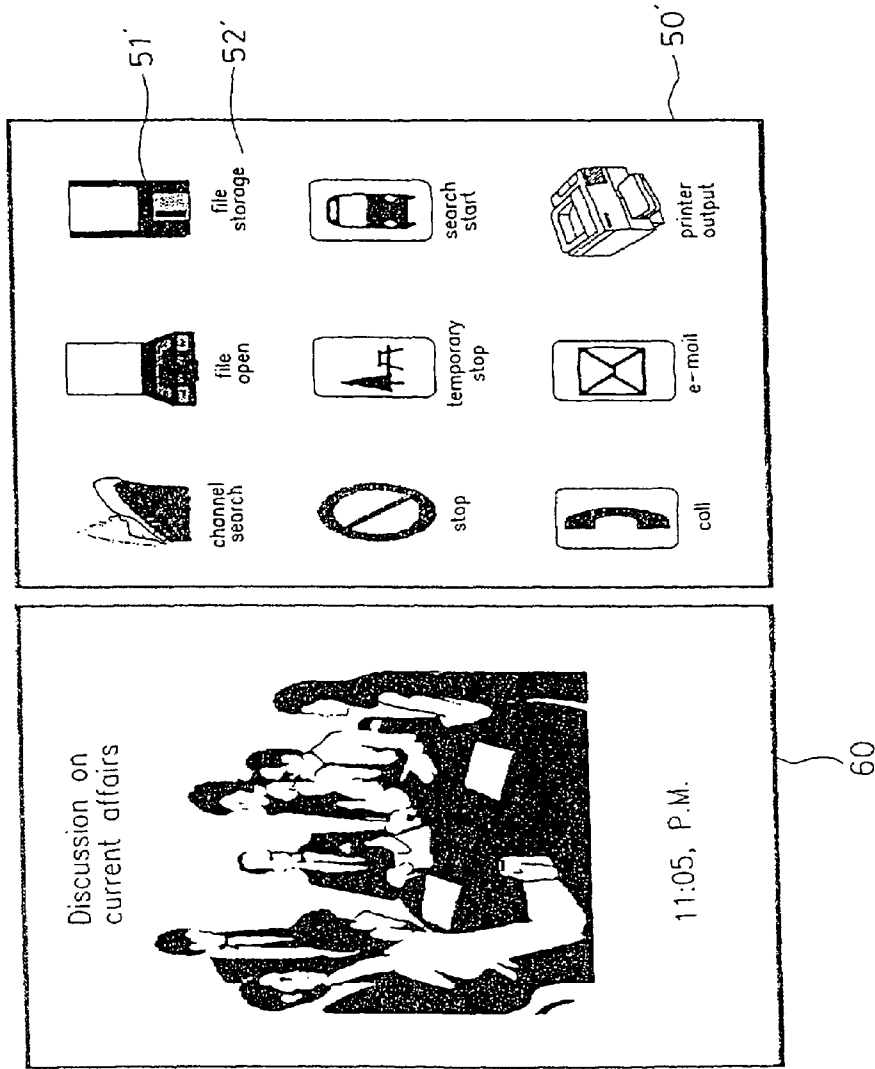 Discussion on
current affairs
11:05, P.M.
60
channel
search
file
open
file
storage
51'
52'
stop
temporary
stop
search
start
call
e-mail
printer
output
50'